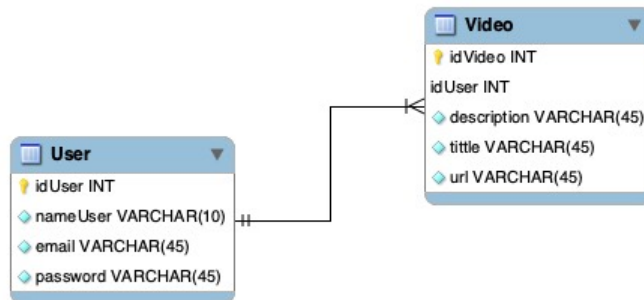 Video
idVideo INT
idUser INT
description VARCHAR(45)
tittle VARCHAR(45)
url VARCHAR(45)
User
idUser INT
nameUser VARCHAR(10)
email VARCHAR(45)
password VARCHAR(45)